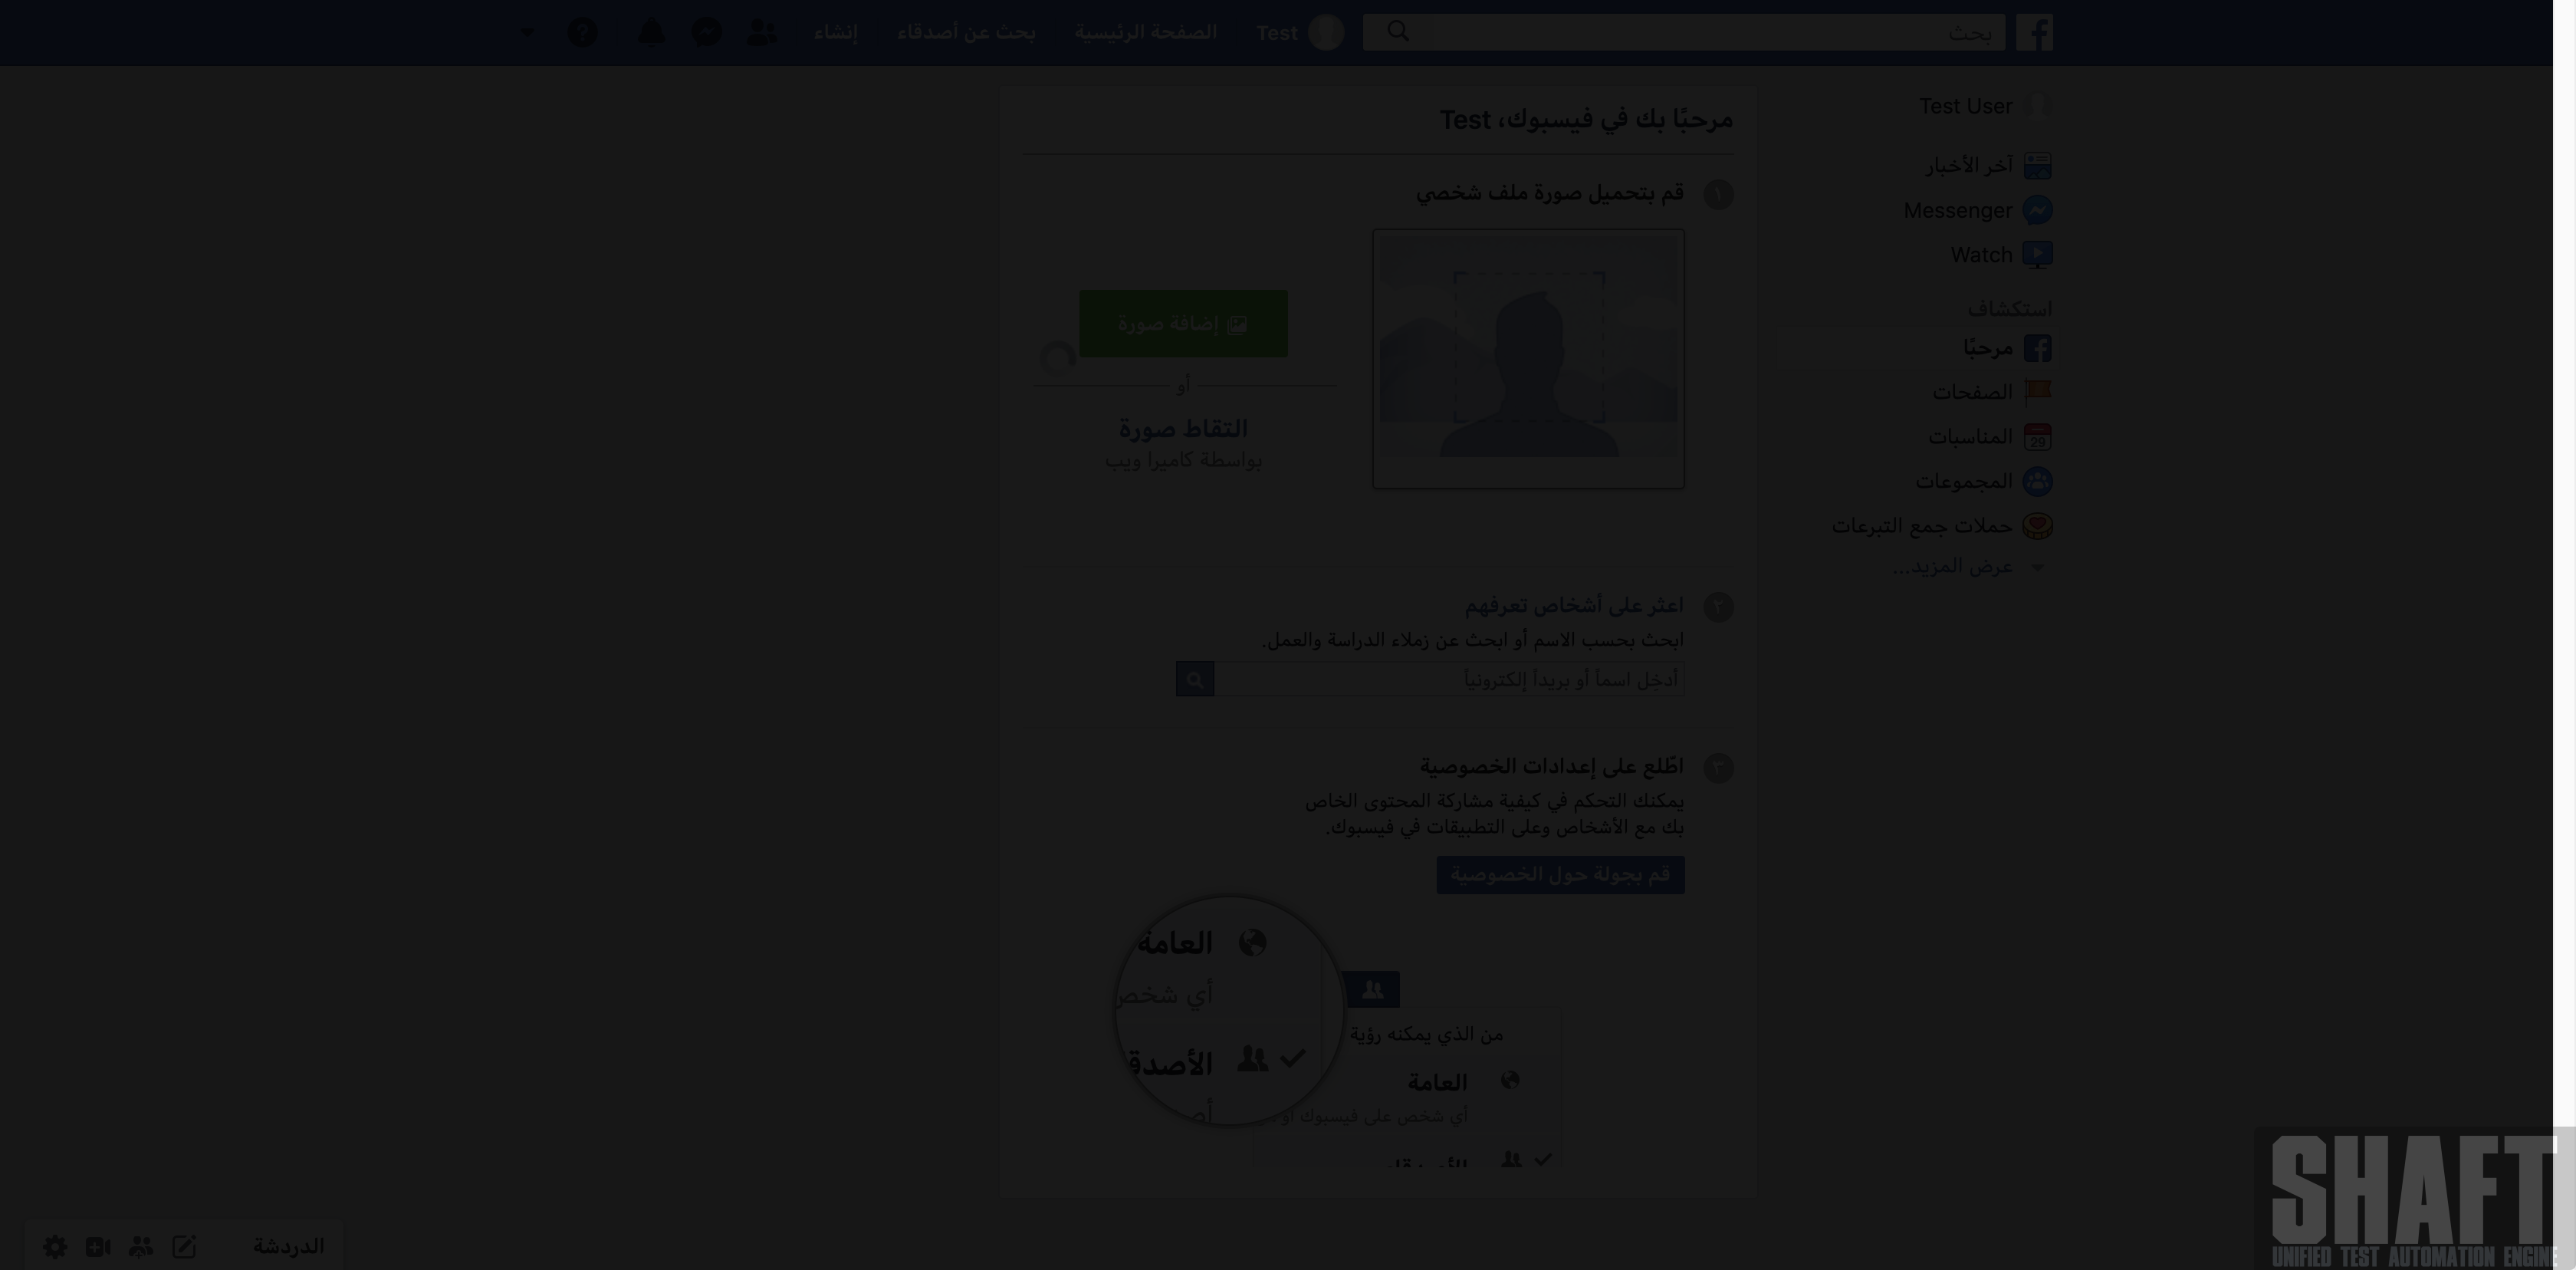 بحث
Test
الصفحة الرئيسية
بحث عن أصدقاء
إنشاء
?
Test User
آخر الأخبار
Messenger
Watch
استكشاف
مرحبًا
الصفحات
المناسبات
29
المجموعات
حملات جمع التبرعات
عرض المزيد...
مرحبًا بك في فيسبوك، Test
١
قم بتحميل صورة ملف شخصي
إضافة صورة
أو
التقاط صورة
بواسطة كاميرا ويب
٢
اعثر على أشخاص تعرفهم
ابحث بحسب الاسم أو ابحث عن زملاء الدراسة والعمل.
أدخِل اسماً أو بريداً إلكترونياً
٣
اطّلع على إعدادات الخصوصية
يمكنك التحكم في كيفية مشاركة المحتوى الخاص
بك مع الأشخاص وعلى التطبيقات في فيسبوك.
قم بجولة حول الخصوصية
من الذي يمكنه رؤية
العامة
أي شخص على فيسبوك
العامة
أي شخص
الأصدق
الدردشة
SHAFT
UNIFIED TEST AUTOMATION ENGINE